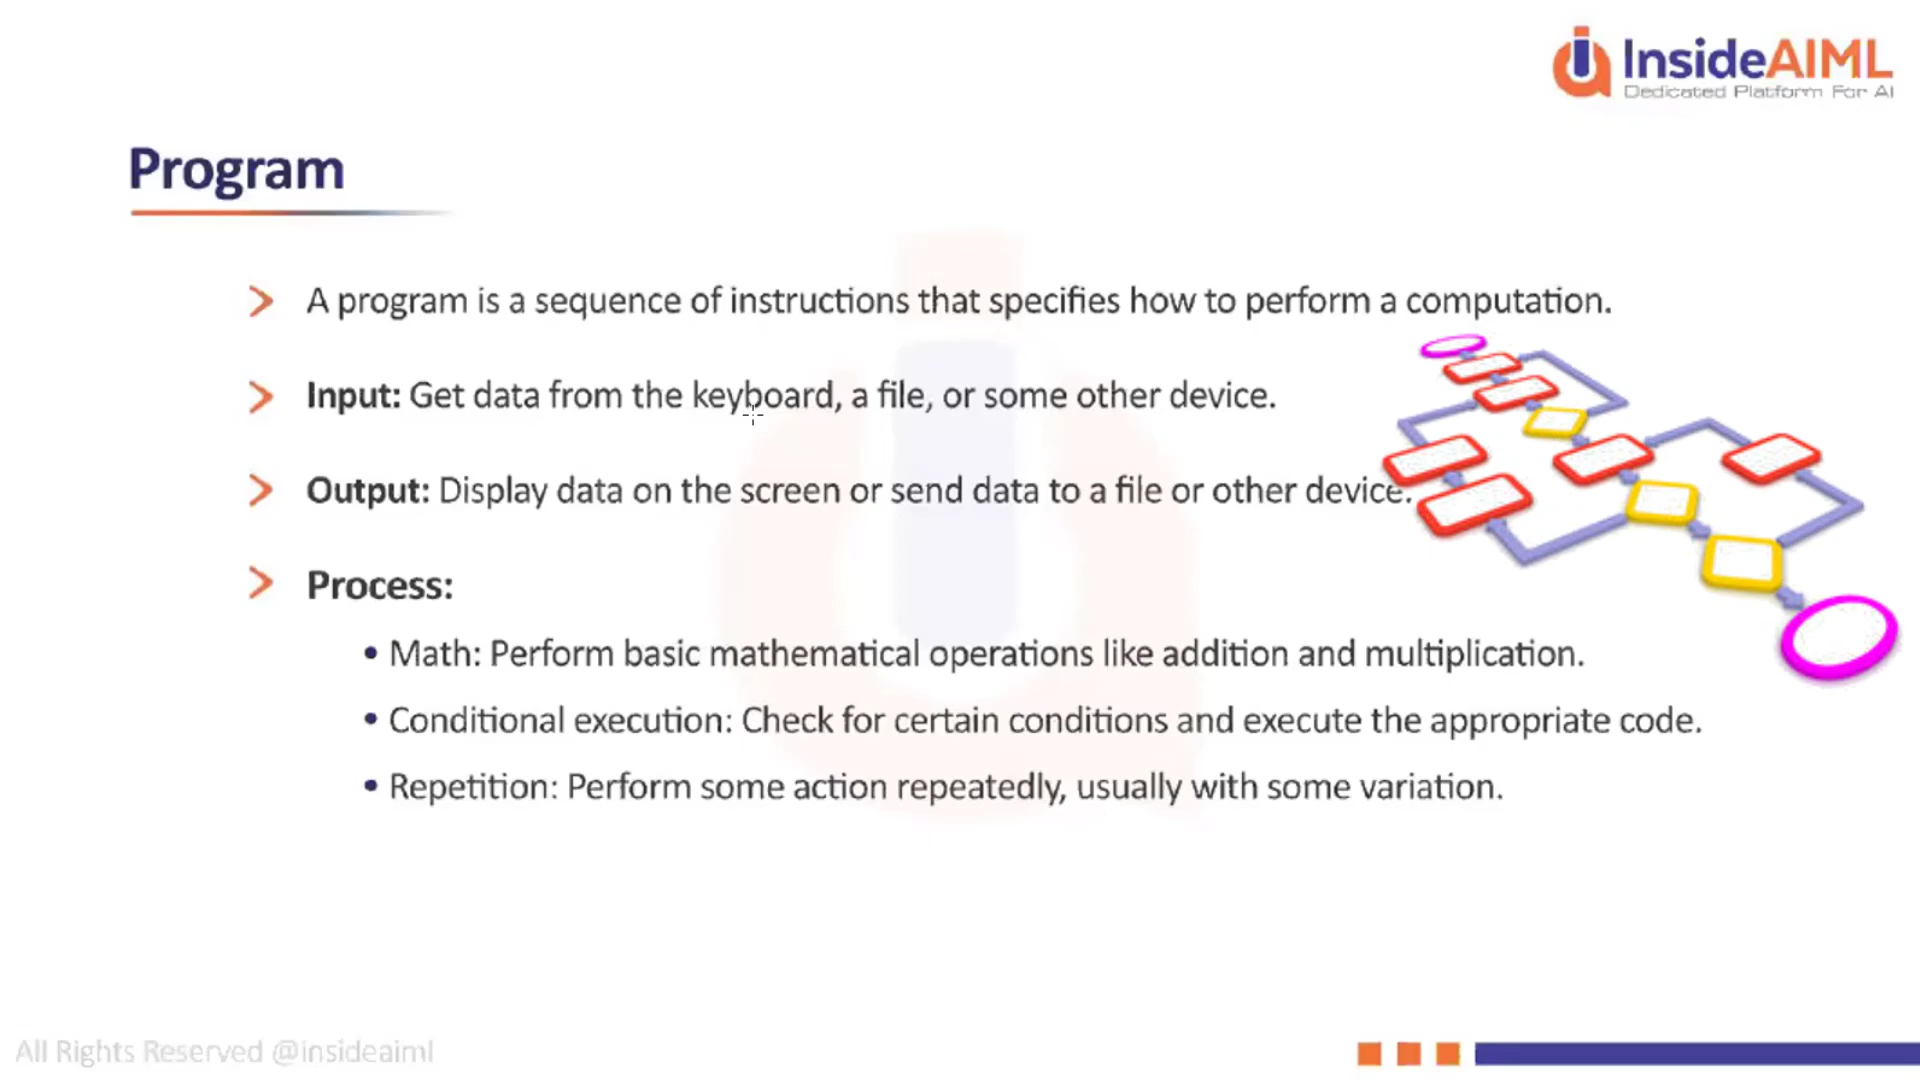 InsideAIML
Dedicated Platform For AI
Program
A program is a sequence of instructions that specifies how to perform a computation.
Input: Get data from the keyboard, a file, or some other device.
Output: Display data on the screen or send data to a file or other device.
Process:
• Math: Perform basic mathematical operations like addition and multiplication.
• Conditional execution: Check for certain conditions and execute the appropriate code.
• Repetition: Perform some action repeatedly, usually with some variation.
All Rights Reserved @insideaiml